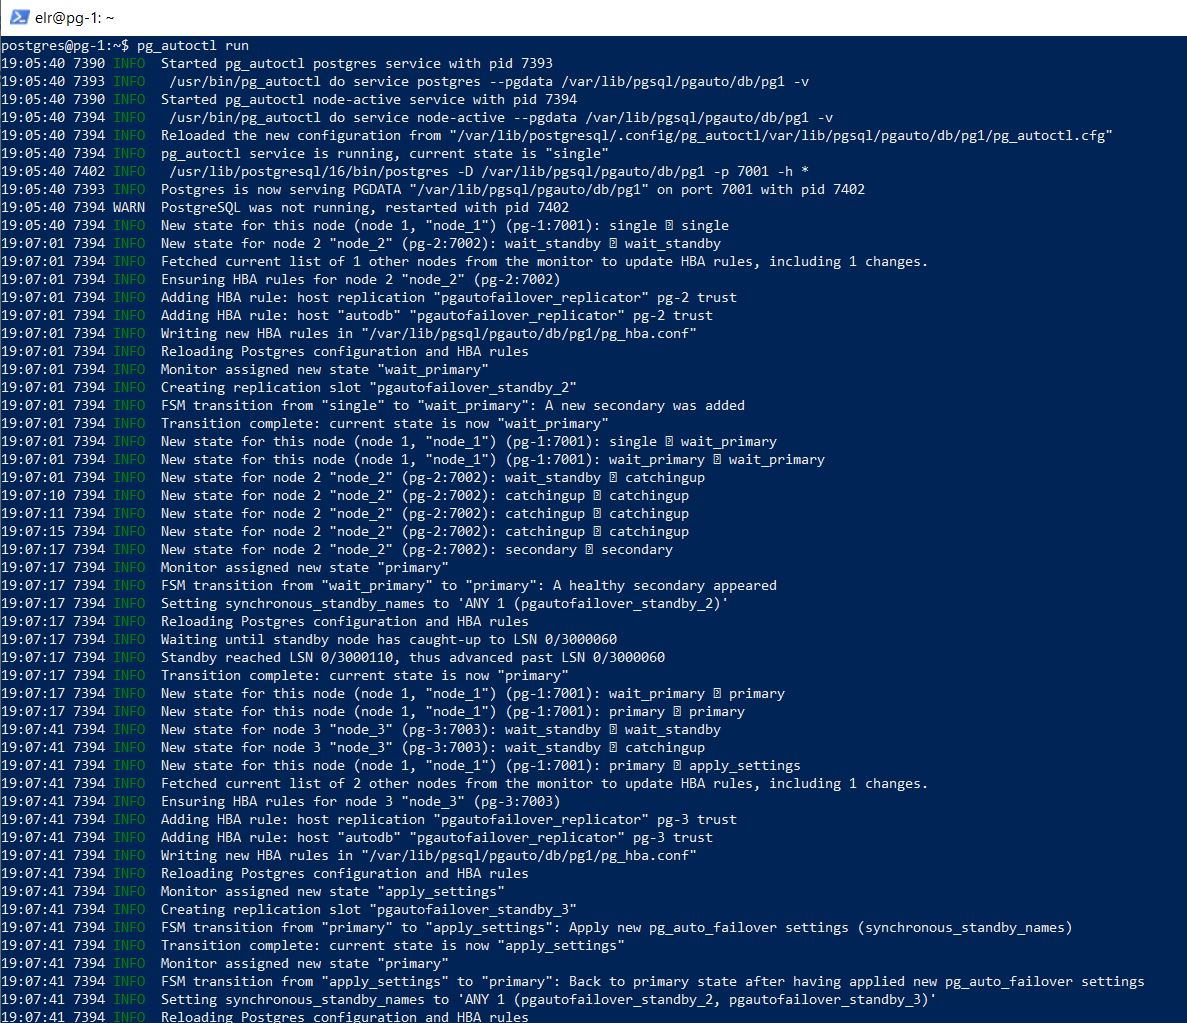 elr@pg-1: ~
postgres@pg-1:~$ pg_autoctl run
19:05:40 7390 INFO  Started pg_autoctl postgres service with pid 7393
19:05:40 7393 INFO   /usr/bin/pg_autoctl do service postgres --pgdata /var/lib/pgsql/pgauto/db/pg1 -v
19:05:40 7390 INFO  Started pg_autoctl node-active service with pid 7394
19:05:40 7394 INFO   /usr/bin/pg_autoctl do service node-active --pgdata /var/lib/pgsql/pgauto/db/pg1 -v
19:05:40 7394 INFO  Reloaded the new configuration from "/var/lib/postgresql/.config/pg_autoctl/var/lib/pgsql/pgauto/db/pg1/pg_autoctl.cfg"
19:05:40 7394 INFO  pg_autoctl service is running, current state is "single"
19:05:40 7402 INFO   /usr/lib/postgresql/16/bin/postgres -D /var/lib/pgsql/pgauto/db/pg1 -p 7001 -h *
19:05:40 7393 INFO  Postgres is now serving PGDATA "/var/lib/pgsql/pgauto/db/pg1" on port 7001 with pid 7402
19:05:40 7394 WARN  PostgreSQL was not running, restarted with pid 7402
19:05:40 7394 INFO  New state for this node (node 1, "node_1") (pg-1:7001): single ⍰ single
19:07:01 7394 INFO  New state for node 2 "node_2" (pg-2:7002): wait_standby ⍰ wait_standby
19:07:01 7394 INFO  Fetched current list of 1 other nodes from the monitor to update HBA rules, including 1 changes.
19:07:01 7394 INFO  Ensuring HBA rules for node 2 "node_2" (pg-2:7002)
19:07:01 7394 INFO  Adding HBA rule: host replication "pgautofailover_replicator" pg-2 trust
19:07:01 7394 INFO  Adding HBA rule: host "autodb" "pgautofailover_replicator" pg-2 trust
19:07:01 7394 INFO  Writing new HBA rules in "/var/lib/pgsql/pgauto/db/pg1/pg_hba.conf"
19:07:01 7394 INFO  Reloading Postgres configuration and HBA rules
19:07:01 7394 INFO  Monitor assigned new state "wait_primary"
19:07:01 7394 INFO  Creating replication slot "pgautofailover_standby_2"
19:07:01 7394 INFO  FSM transition from "single" to "wait_primary": A new secondary was added
19:07:01 7394 INFO  Transition complete: current state is now "wait_primary"
19:07:01 7394 INFO  New state for this node (node 1, "node_1") (pg-1:7001): single ⍰ wait_primary
19:07:01 7394 INFO  New state for this node (node 1, "node_1") (pg-1:7001): wait_primary ⍰ wait_primary
19:07:01 7394 INFO  New state for node 2 "node_2" (pg-2:7002): wait_standby ⍰ catchingup
19:07:10 7394 INFO  New state for node 2 "node_2" (pg-2:7002): catchingup ⍰ catchingup
19:07:11 7394 INFO  New state for node 2 "node_2" (pg-2:7002): catchingup ⍰ catchingup
19:07:15 7394 INFO  New state for node 2 "node_2" (pg-2:7002): catchingup ⍰ catchingup
19:07:17 7394 INFO  New state for node 2 "node_2" (pg-2:7002): secondary ⍰ secondary
19:07:17 7394 INFO  Monitor assigned new state "primary"
19:07:17 7394 INFO  FSM transition from "wait_primary" to "primary": A healthy secondary appeared
19:07:17 7394 INFO  Setting synchronous_standby_names to 'ANY 1 (pgautofailover_standby_2)'
19:07:17 7394 INFO  Reloading Postgres configuration and HBA rules
19:07:17 7394 INFO  Waiting until standby node has caught-up to LSN 0/3000060
19:07:17 7394 INFO  Standby reached LSN 0/3000110, thus advanced past LSN 0/3000060
19:07:17 7394 INFO  Transition complete: current state is now "primary"
19:07:17 7394 INFO  New state for this node (node 1, "node_1") (pg-1:7001): wait_primary ⍰ primary
19:07:17 7394 INFO  New state for this node (node 1, "node_1") (pg-1:7001): primary ⍰ primary
19:07:41 7394 INFO  New state for node 3 "node_3" (pg-3:7003): wait_standby ⍰ wait_standby
19:07:41 7394 INFO  New state for node 3 "node_3" (pg-3:7003): wait_standby ⍰ catchingup
19:07:41 7394 INFO  New state for this node (node 1, "node_1") (pg-1:7001): primary ⍰ apply_settings
19:07:41 7394 INFO  Fetched current list of 2 other nodes from the monitor to update HBA rules, including 1 changes.
19:07:41 7394 INFO  Ensuring HBA rules for node 3 "node_3" (pg-3:7003)
19:07:41 7394 INFO  Adding HBA rule: host replication "pgautofailover_replicator" pg-3 trust
19:07:41 7394 INFO  Adding HBA rule: host "autodb" "pgautofailover_replicator" pg-3 trust
19:07:41 7394 INFO  Writing new HBA rules in "/var/lib/pgsql/pgauto/db/pg1/pg_hba.conf"
19:07:41 7394 INFO  Reloading Postgres configuration and HBA rules
19:07:41 7394 INFO  Monitor assigned new state "apply_settings"
19:07:41 7394 INFO  Creating replication slot "pgautofailover_standby_3"
19:07:41 7394 INFO  FSM transition from "primary" to "apply_settings": Apply new pg_auto_failover settings (synchronous_standby_names)
19:07:41 7394 INFO  Transition complete: current state is now "apply_settings"
19:07:41 7394 INFO  Monitor assigned new state "primary"
19:07:41 7394 INFO  FSM transition from "apply_settings" to "primary": Back to primary state after having applied new pg_auto_failover settings
19:07:41 7394 INFO  Setting synchronous_standby_names to 'ANY 1 (pgautofailover_standby_2, pgautofailover_standby_3)'
19:07:41 7394 INFO  Reloading Postgres configuration and HBA rules